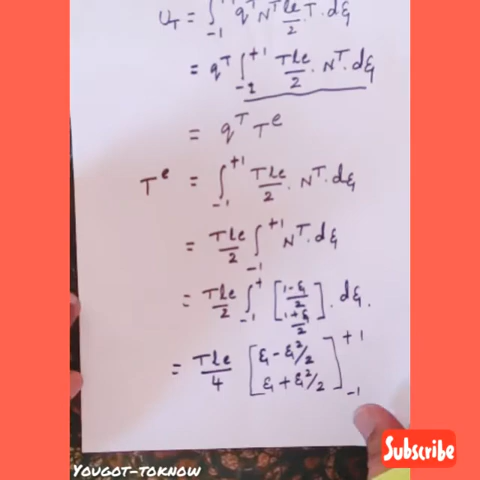 U_T = ∫_{-1}^{+1} q^T N^T Tle/2 . T . dξ
= q^T ∫_{-1}^{+1} Tle/2 . N^T . dξ
= q^T T^e
T^e = ∫_{-1}^{+1} Tle/2 . N^T . dξ
= Tle/2 ∫_{-1}^{+1} N^T . dξ
= Tle/2 ∫_{-1}^{+} [1-ξ/2 1+ξ/2] . dξ.
= Tle/4 [ξ-ξ²/2 ξ+ξ²/2]_{-1}^{+1}
Subscribe
YOUGOT-TOKNOW